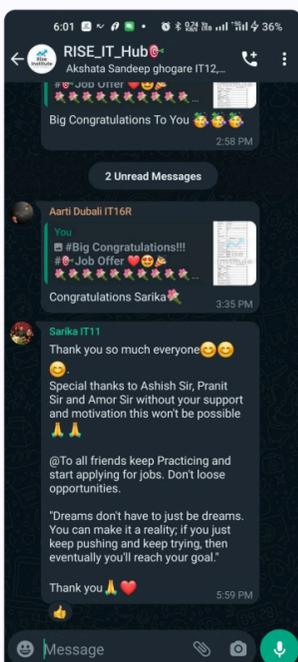 6:01
36%
RISE_IT_Hub🎯
Akshata Sandeep ghogare IT12,...
#🎯Job Offer ❤️😍🎉
💐💐💐💐💐💐💐💐💐...
Big Congratulations To You 🥳🥳🥳
2:58 PM
2 Unread Messages
Aarti Dubali IT16R
You
#Big Congratulations!!!
#🎯Job Offer ❤️😍🎉
💐💐💐💐💐💐💐💐💐...
Congratulations Sarika💐
3:35 PM
Sarika IT11
Thank you so much everyone😊😊
😊.
Special thanks to Ashish Sir, Pranit
Sir and Amor Sir without your support
and motivation this won't be possible
🙏🙏
@To all friends keep Practicing and
start applying for jobs. Don't loose
opportunities.
"Dreams don't have to just be dreams.
You can make it a reality; if you just
keep pushing and keep trying, then
eventually you'll reach your goal."
Thank you🙏❤️
5:59 PM
👍
Message